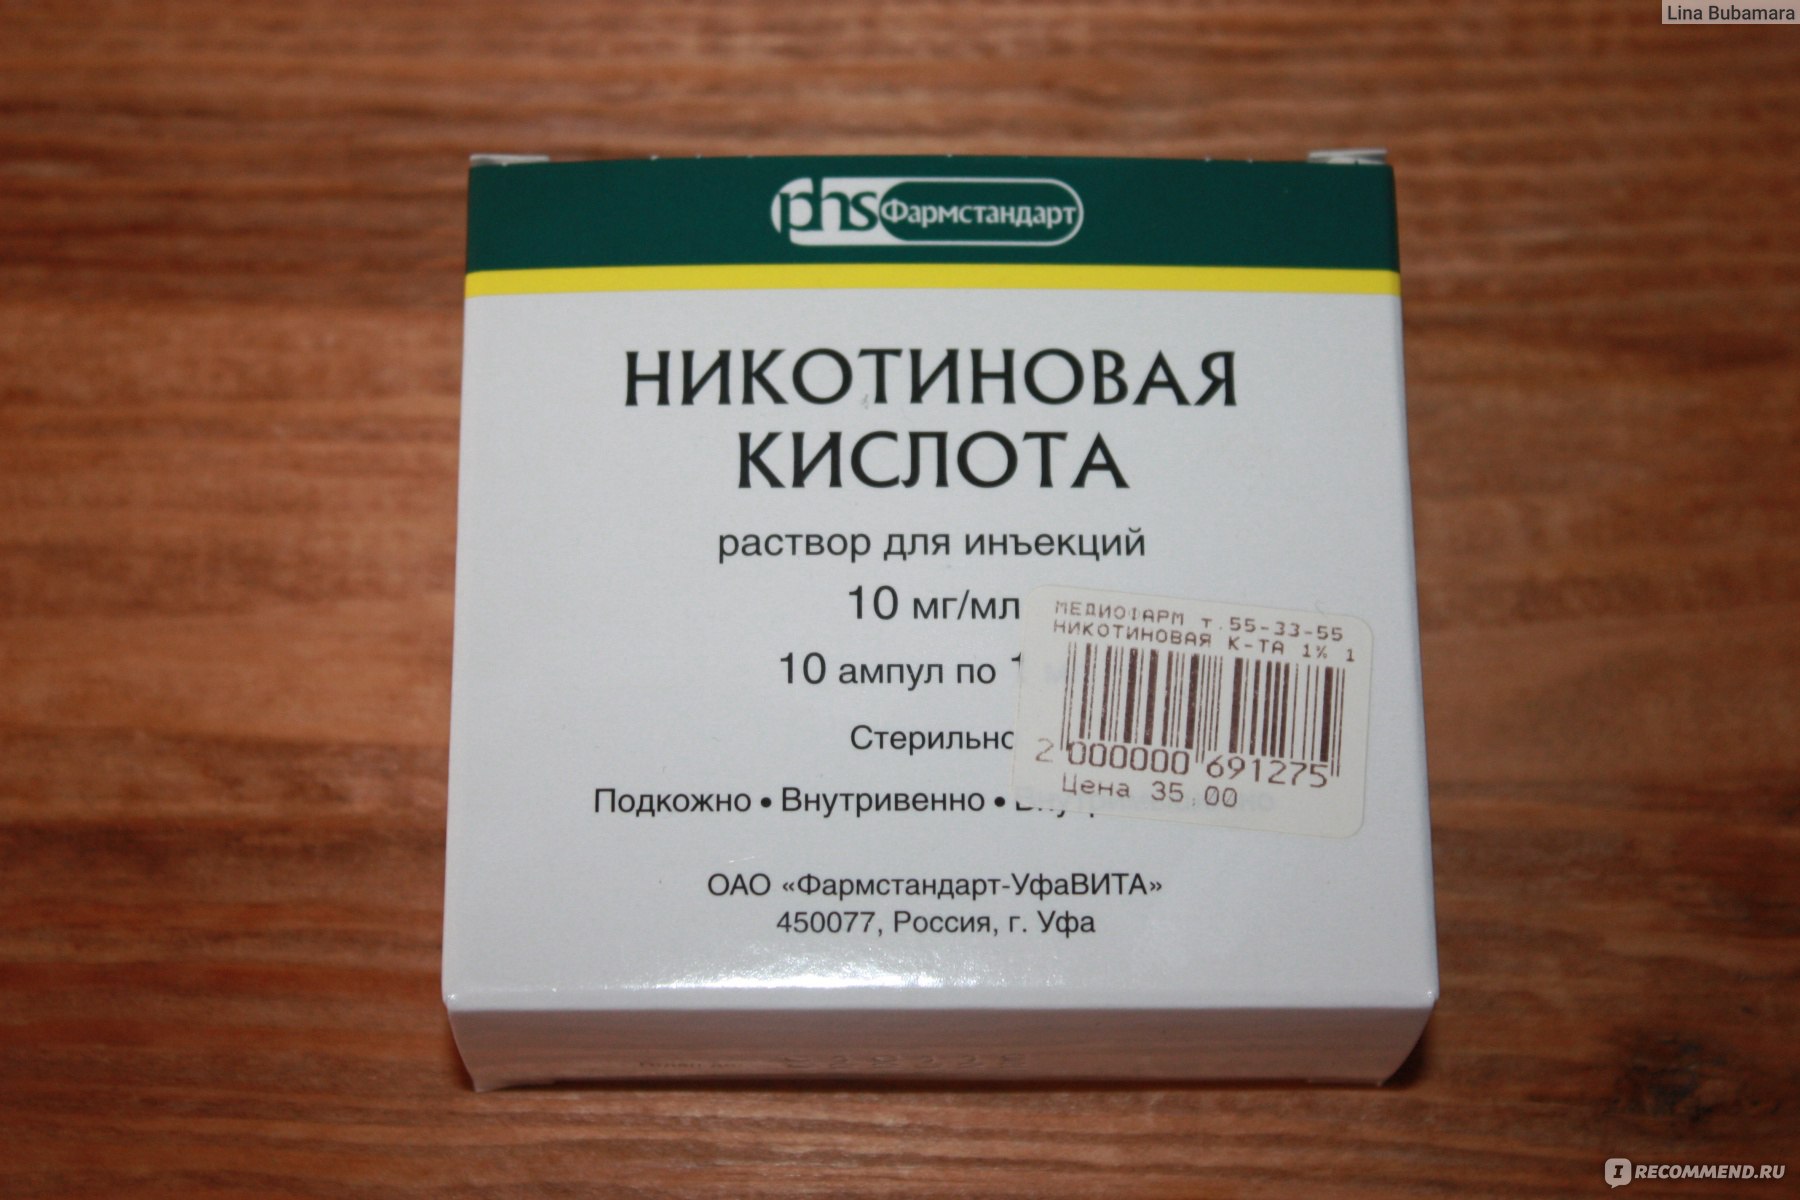 Lina Bubamara
phs Фармстандарт
НИКОТИНОВАЯ
КИСЛОТА
раствор для инъекций
10 мг/мл
10 ампул по 1
Стерильно
Подкожно • Внутривенно •
МЕДИОФАРМ т.55-33-55
НИКОТИНОВАЯ К-ТА 1% 1
2 000000 691275
Цена 35,00
ОАО «Фармстандарт-УфаВИТА»
450077, Россия, г. Уфа
IRECOMMEND.RU